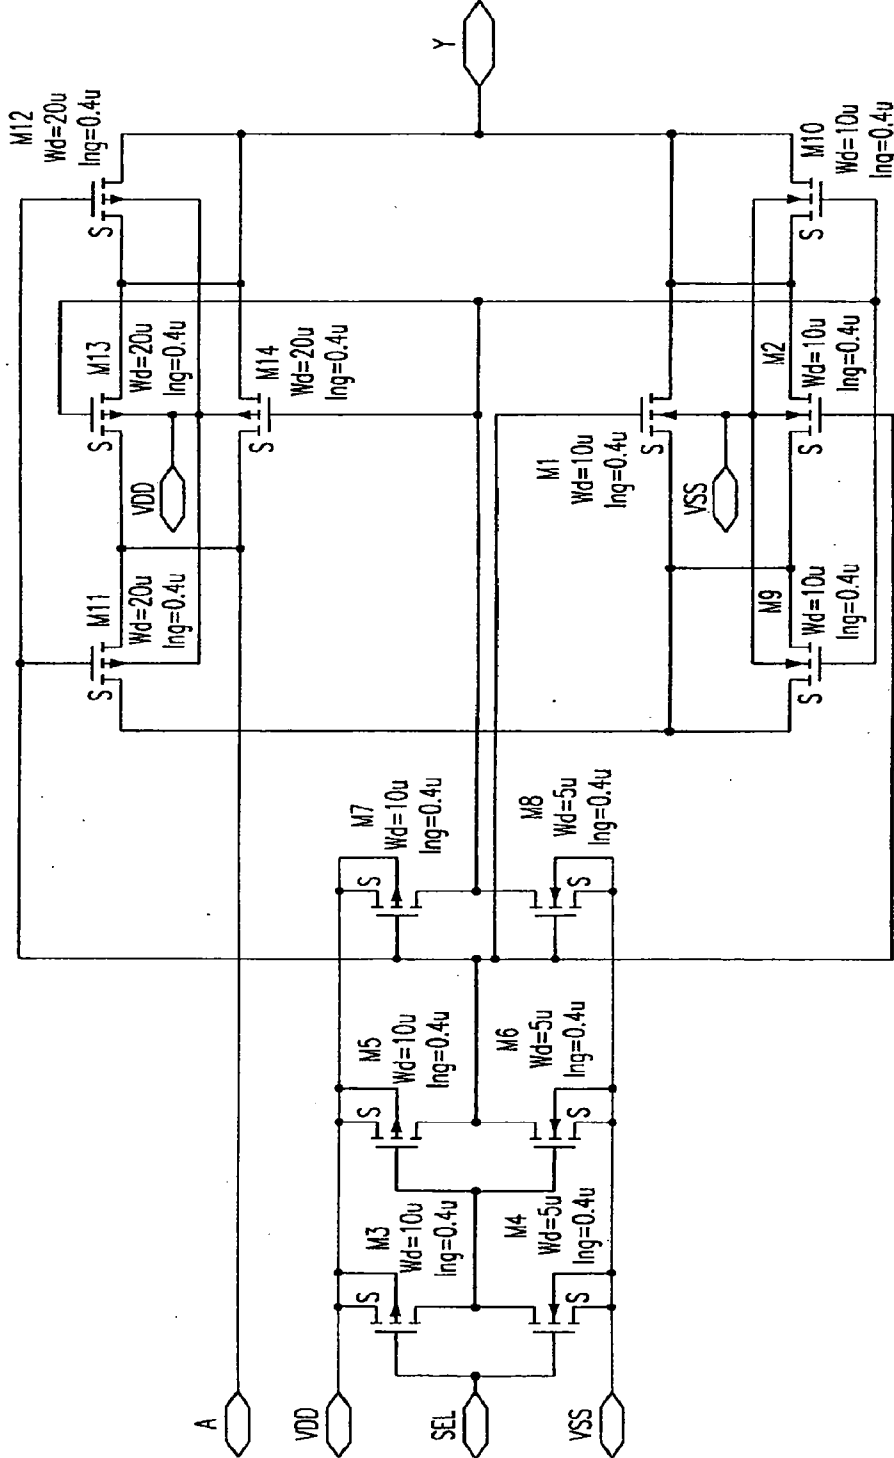 A
VDD
SEL
VSS
M3
Wd=10u
lng=0.4u
S
M4
Wd=5u
lng=0.4u
S
M5
Wd=10u
lng=0.4u
S
M6
Wd=5u
lng=0.4u
S
M7
Wd=10u
lng=0.4u
S
M8
Wd=5u
lng=0.4u
S
M11
Wd=20u
lng=0.4u
S
M13
Wd=20u
lng=0.4u
S
M12
Wd=20u
lng=0.4u
S
VDD
M14
Wd=20u
lng=0.4u
S
M1
Wd=10u
lng=0.4u
S
VSS
M9
Wd=10u
lng=0.4u
S
M2
Wd=10u
lng=0.4u
S
M10
Wd=10u
lng=0.4u
S
Y